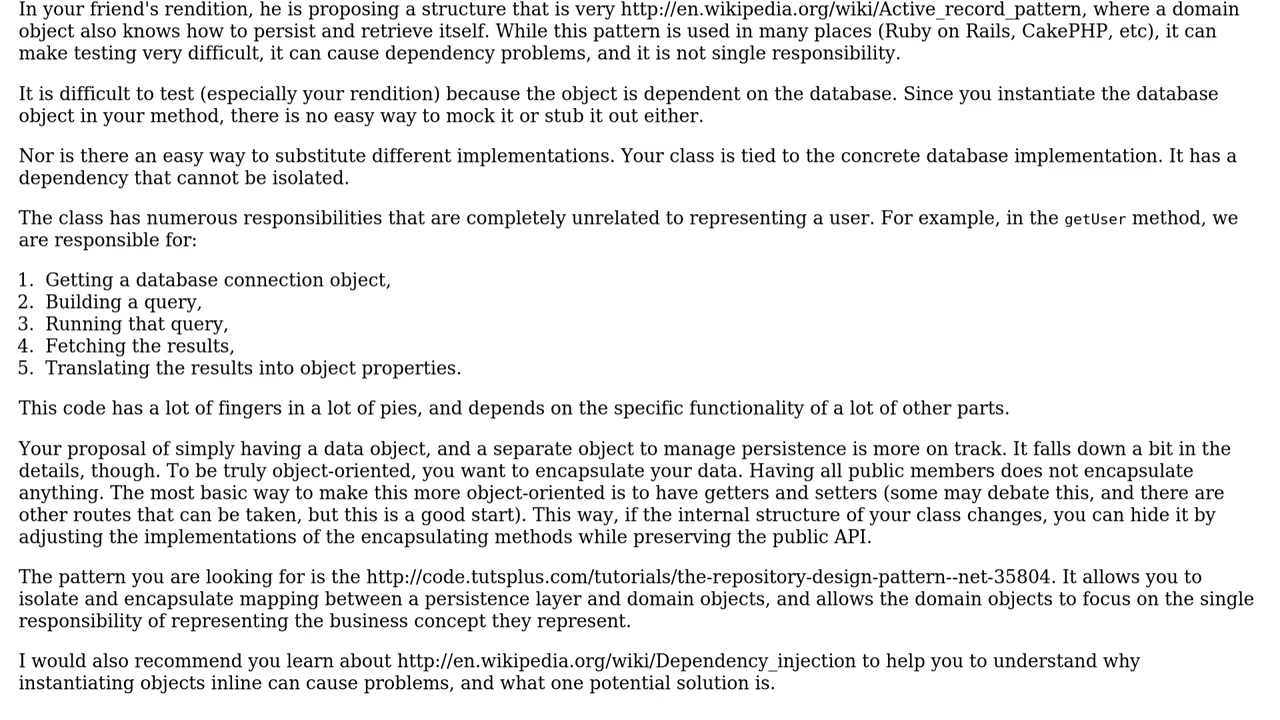 In your friend's rendition, he is proposing a structure that is very http://en.wikipedia.org/wiki/Active_record_pattern, where a domain
object also knows how to persist and retrieve itself. While this pattern is used in many places (Ruby on Rails, CakePHP, etc), it can
make testing very difficult, it can cause dependency problems, and it is not single responsibility.
It is difficult to test (especially your rendition) because the object is dependent on the database. Since you instantiate the database
object in your method, there is no easy way to mock it or stub it out either.
Nor is there an easy way to substitute different implementations. Your class is tied to the concrete database implementation. It has a
dependency that cannot be isolated.
The class has numerous responsibilities that are completely unrelated to representing a user. For example, in the getUser method, we
are responsible for:
1. Getting a database connection object,
2. Building a query,
3. Running that query,
4. Fetching the results,
5. Translating the results into object properties.
This code has a lot of fingers in a lot of pies, and depends on the specific functionality of a lot of other parts.
Your proposal of simply having a data object, and a separate object to manage persistence is more on track. It falls down a bit in the
details, though. To be truly object-oriented, you want to encapsulate your data. Having all public members does not encapsulate
anything. The most basic way to make this more object-oriented is to have getters and setters (some may debate this, and there are
other routes that can be taken, but this is a good start). This way, if the internal structure of your class changes, you can hide it by
adjusting the implementations of the encapsulating methods while preserving the public API.
The pattern you are looking for is the http://code.tutsplus.com/tutorials/the-repository-design-pattern--net-35804. It allows you to
isolate and encapsulate mapping between a persistence layer and domain objects, and allows the domain objects to focus on the single
responsibility of representing the business concept they represent.
I would also recommend you learn about http://en.wikipedia.org/wiki/Dependency_injection to help you to understand why
instantiating objects inline can cause problems, and what one potential solution is.